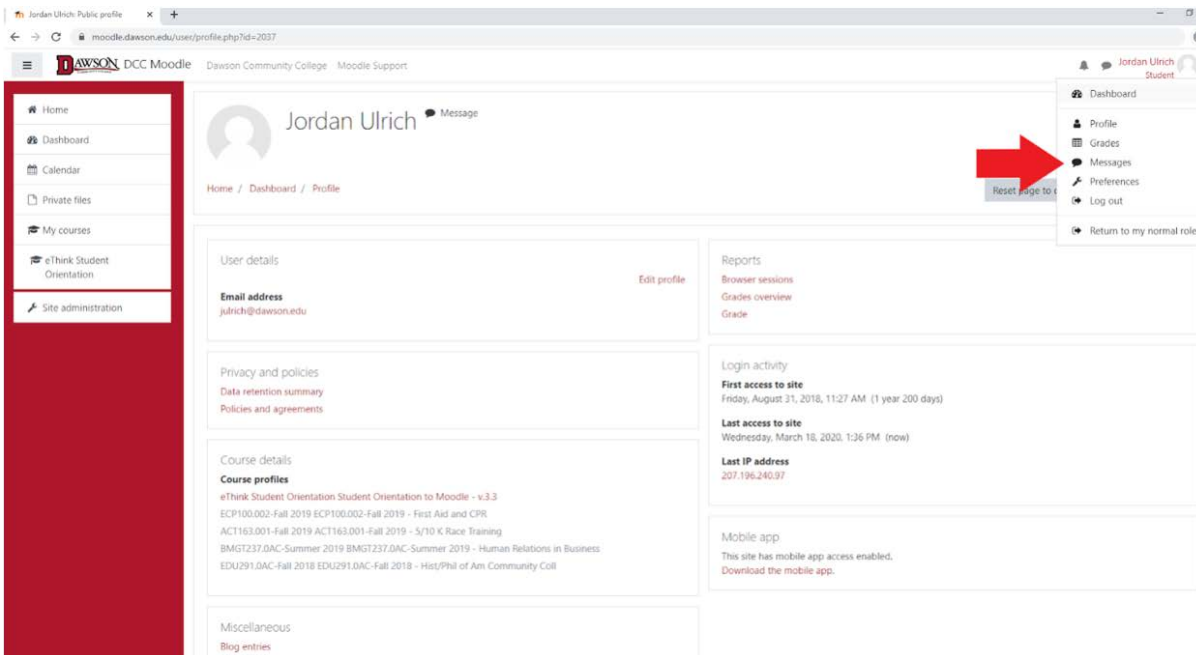 Jordan Ulrich: Public profile
moodle.dawson.edu/user/profile.php?id=2037
DAWSON DCC Moodle Dawson Community College Moodle Support
Jordan Ulrich
Student
Home
Dashboard
Calendar
Private files
My courses
eThink Student
Orientation
Site administration
Jordan Ulrich Message
Home / Dashboard / Profile
Reset page to
Dashboard
Profile
Grades
Messages
Preferences
Log out
Return to my normal role
User details
Edit profile
Email address
julrich@dawson.edu
Privacy and policies
Data retention summary
Policies and agreements
Course details
Course profiles
eThink Student Orientation Student Orientation to Moodle - v.3.3
ECP100.002-Fall 2019 ECP100.002-Fall 2019 - First Aid and CPR
ACT163.001-Fall 2019 ACT163.001-Fall 2019 - 5/10 K Race Training
BMGT237.0AC-Summer 2019 BMGT237.0AC-Summer 2019 - Human Relations in Business
EDU291.0AC-Fall 2018 EDU291.0AC-Fall 2018 - Hist/Phil of Am Community Coll
Miscellaneous
Blog entries
Reports
Browser sessions
Grades overview
Grade
Login activity
First access to site
Friday, August 31, 2018, 11:27 AM (1 year 200 days)
Last access to site
Wednesday, March 18, 2020, 1:36 PM (now)
Last IP address
207.196.240.97
Mobile app
This site has mobile app access enabled.
Download the mobile app.